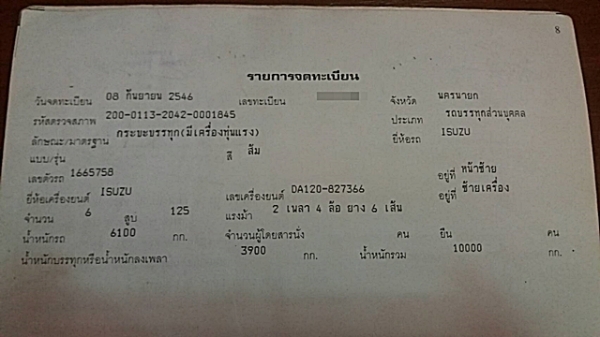 8
รายการจดทะเบียน
วันจดทะเบียน 08 กันยายน 2546 เลขทะเบียน จังหวัด นครนายก
รหัสตรวจสภาพ 200-0113-2042-0001845 ประเภท รถบรรทุกส่วนบุคคล
ลักษณะ/มาตรฐาน กระบะบรรทุก(มีเครื่องทุ่นแรง) ยี่ห้อรถ ISUZU
แบบ/รุ่น สี ส้ม
เลขตัวรถ 1665758 อยู่ที่ หน้าซ้าย
ยี่ห้อเครื่องยนต์ ISUZU เลขเครื่องยนต์ DA120-827366 อยู่ที่ ซ้ายเครื่อง
จำนวน 6 สูบ 125 แรงม้า 2 เพลา 4 ล้อ ยาง 6 เส้น
น้ำหนักรถ 6100 กก. จำนวนผู้โดยสารนั่ง คน ยืน คน
น้ำหนักบรรทุกหรือน้ำหนักลงเพลา 3900 กก. น้ำหนักรวม 10000 กก.